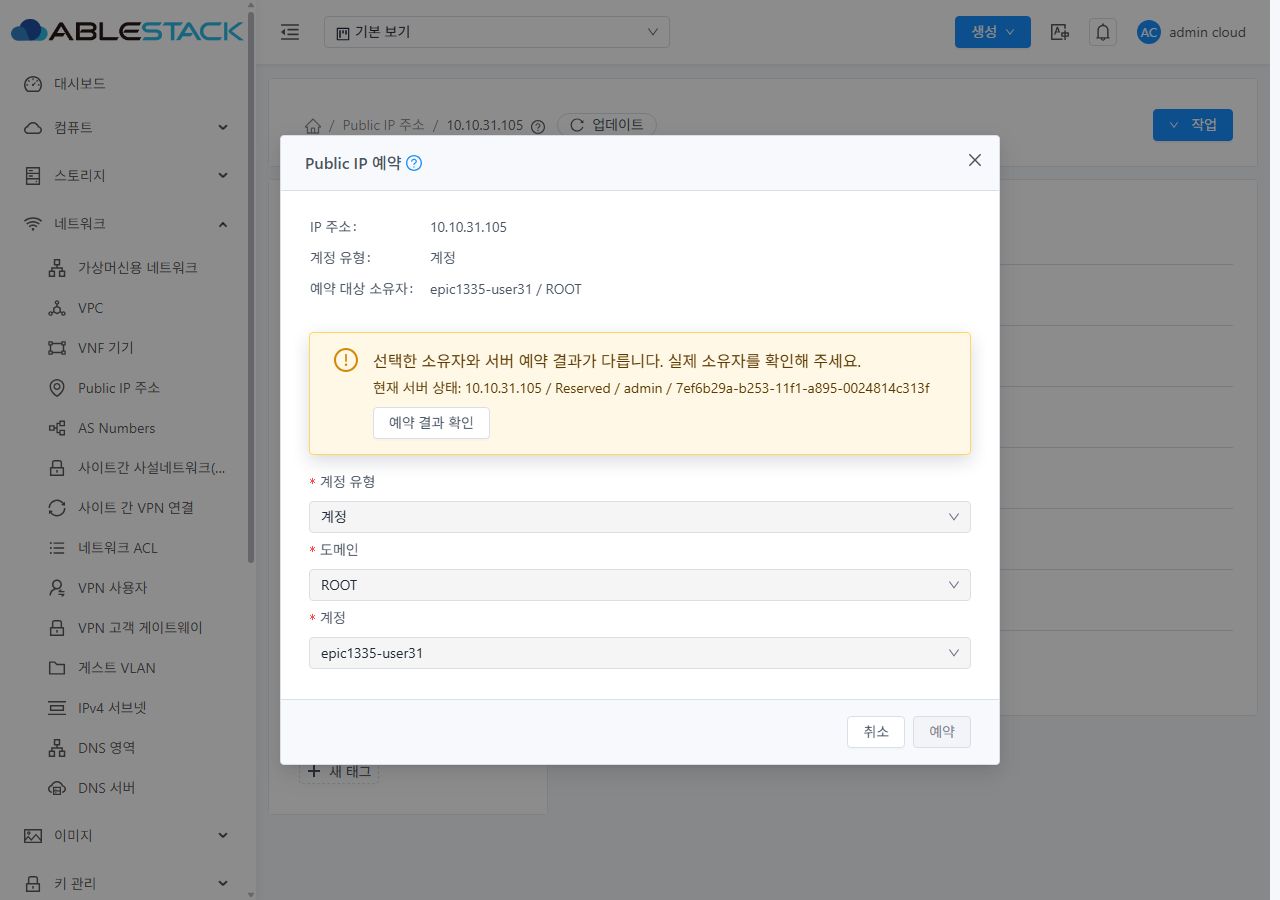 ABLESTACK
기본 보기
생성
AC admin cloud
대시보드
컴퓨트
스토리지
네트워크
가상머신용 네트워크
VPC
VNF 기기
Public IP 주소
AS Numbers
사이트간 사설네트워크(...
사이트 간 VPN 연결
네트워크 ACL
VPN 사용자
VPN 고객 게이트웨이
게스트 VLAN
IPv4 서브넷
DNS 영역
DNS 서버
이미지
키 관리
/ Public IP 주소 / 10.10.31.105 업데이트
작업
Public IP 예약
IP 주소: 10.10.31.105
계정 유형: 계정
예약 대상 소유자: epic1335-user31 / ROOT
선택한 소유자와 서버 예약 결과가 다릅니다. 실제 소유자를 확인해 주세요.
현재 서버 상태: 10.10.31.105 / Reserved / admin / 7ef6b29a-b253-11f1-a895-0024814c313f
예약 결과 확인
* 계정 유형
계정
* 도메인
ROOT
* 계정
epic1335-user31
취소 예약
+ 새 태그